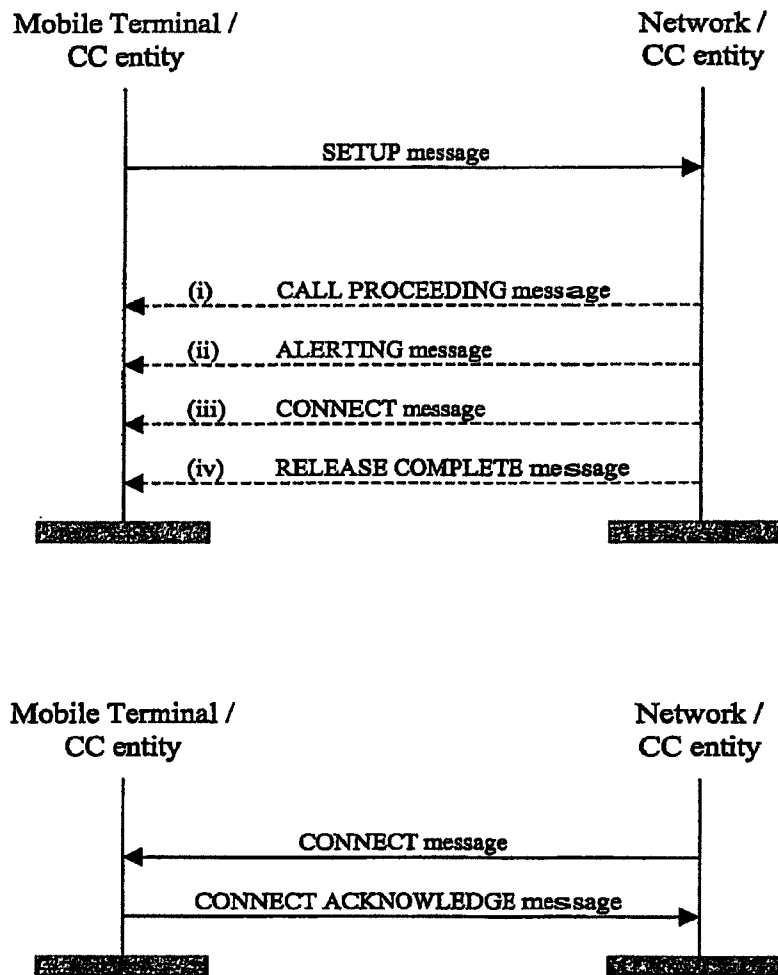 Mobile Terminal /
CC entity
Network /
CC entity
SETUP message
(i) CALL PROCEEDING message
(ii) ALERTING message
(iii) CONNECT message
(iv) RELEASE COMPLETE message
Mobile Terminal /
CC entity
Network /
CC entity
CONNECT message
CONNECT ACKNOWLEDGE message